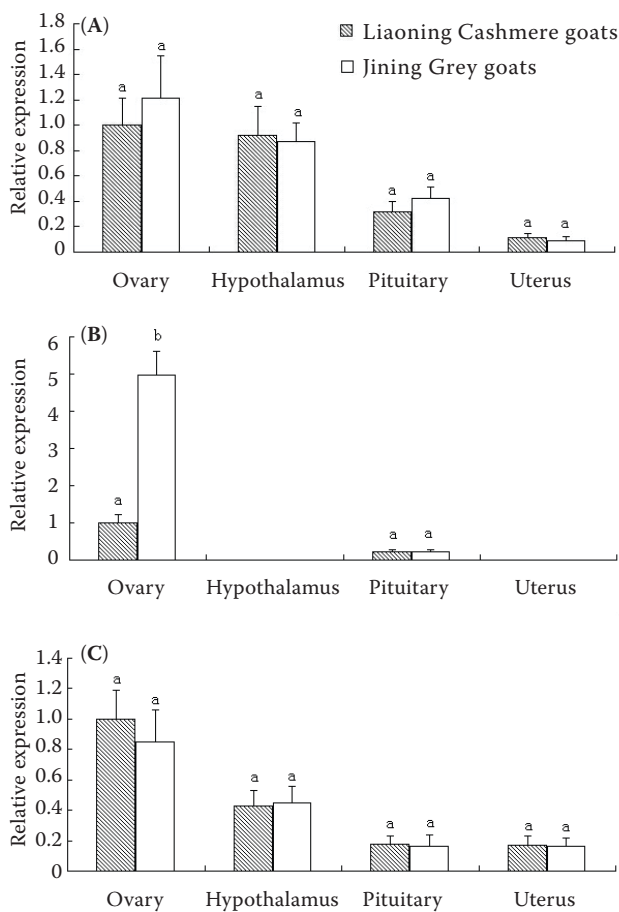 (A)
Liaoning Cashmere goats
Jining Grey goats
Relative expression
1.8
1.6
1.4
1.2
1.0
0.8
0.6
0.4
0.2
0
a a a a a a a a
Ovary Hypothalamus Pituitary Uterus
(B)
Relative expression
6
5
4
3
2
1
0
a b a a
Ovary Hypothalamus Pituitary Uterus
(C)
Relative expression
1.4
1.2
1.0
0.8
0.6
0.4
0.2
0
a a a a a a a a
Ovary Hypothalamus Pituitary Uterus